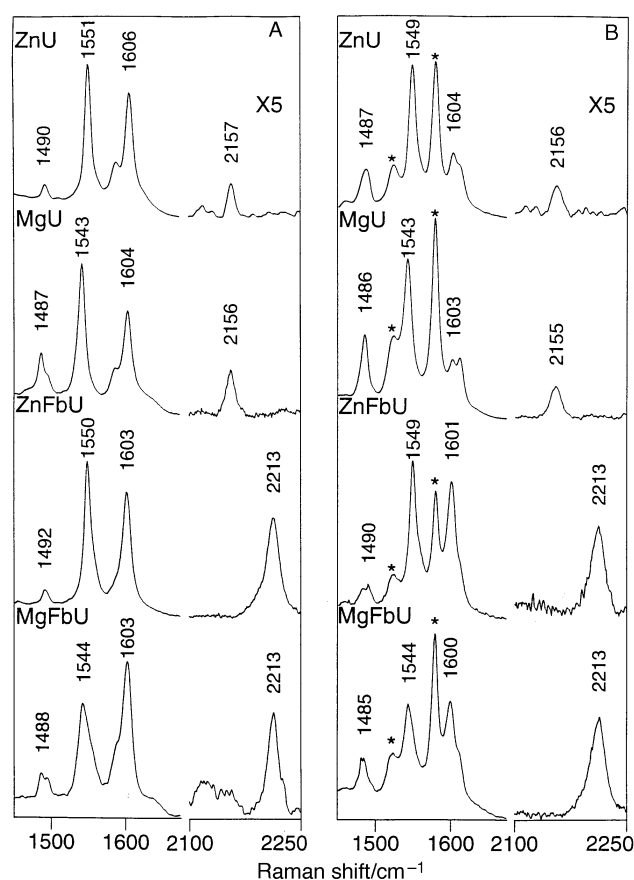 A
ZnU
1490
1551
1606
X5
2157
MgU
1487
1543
1604
2156
ZnFbU
1492
1550
1603
2213
MgFbU
1488
1544
1603
2213
1500 1600 2100 2250
B
ZnU
1487
*
1549
*
1604
X5
2156
MgU
1486
*
1543
*
1603
2155
ZnFbU
1490
*
1549
*
1601
2213
MgFbU
1485
*
1544
*
1600
2213
1500 1600 2100 2250
Raman shift/cm⁻¹